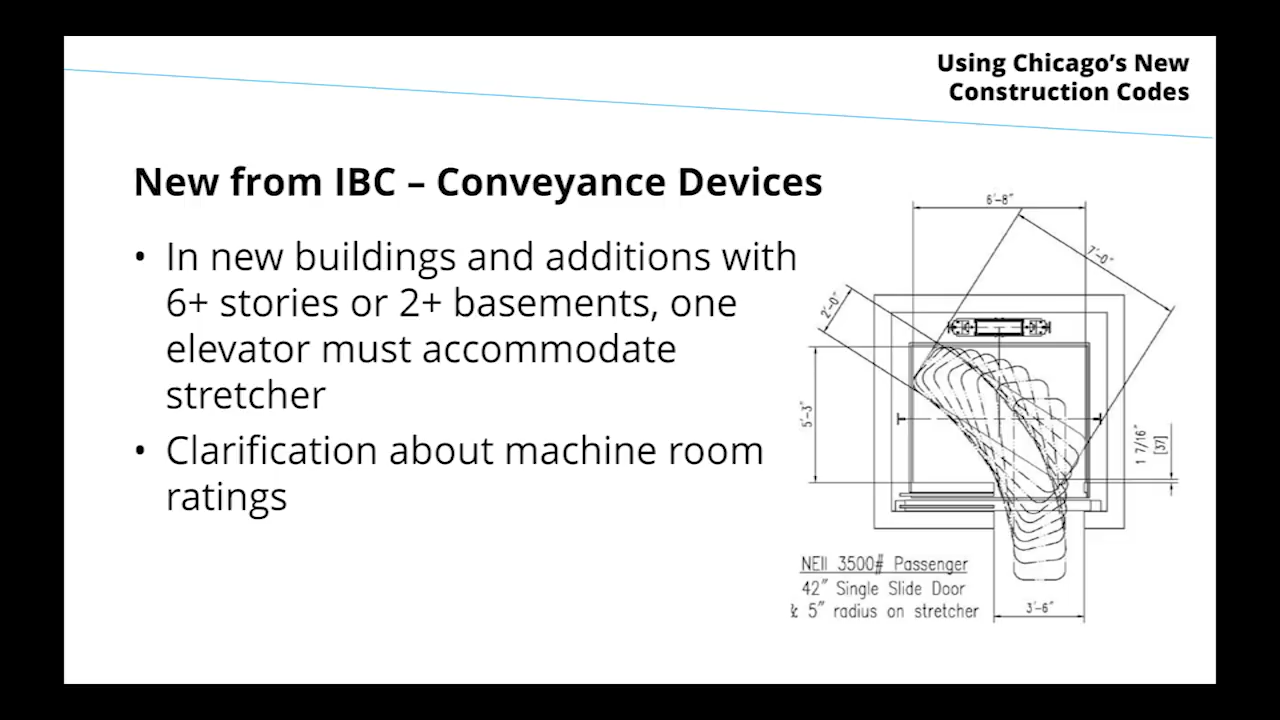 Using Chicago's New
Construction Codes
New from IBC – Conveyance Devices
• In new buildings and additions with
6+ stories or 2+ basements, one
elevator must accommodate
stretcher
• Clarification about machine room
ratings
6'-8"
7'-0"
2'-0"
5'-3"
1 7/16"
[37]
NEII 3500# Passenger
42" Single Slide Door
& 5" radius on stretcher
3'-6"